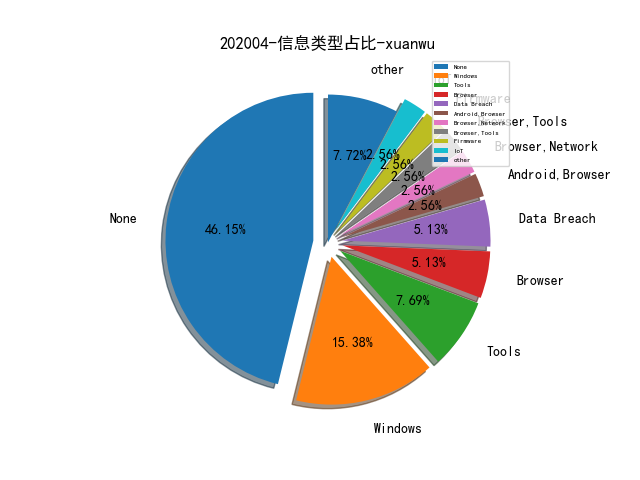 202004-信息类型占比-xuanwu
other
None
Windows
Tools
Browser
Data Breach
Android,Browser
Browser,Network
Browser,Tools
Firmware
IoT
other
Firmware
Browser,Tools
Browser,Network
Android,Browser
Data Breach
Browser
Tools
Windows
None
7.72%
2.56%
2.56%
2.56%
2.56%
2.56%
5.13%
5.13%
7.69%
15.38%
46.15%